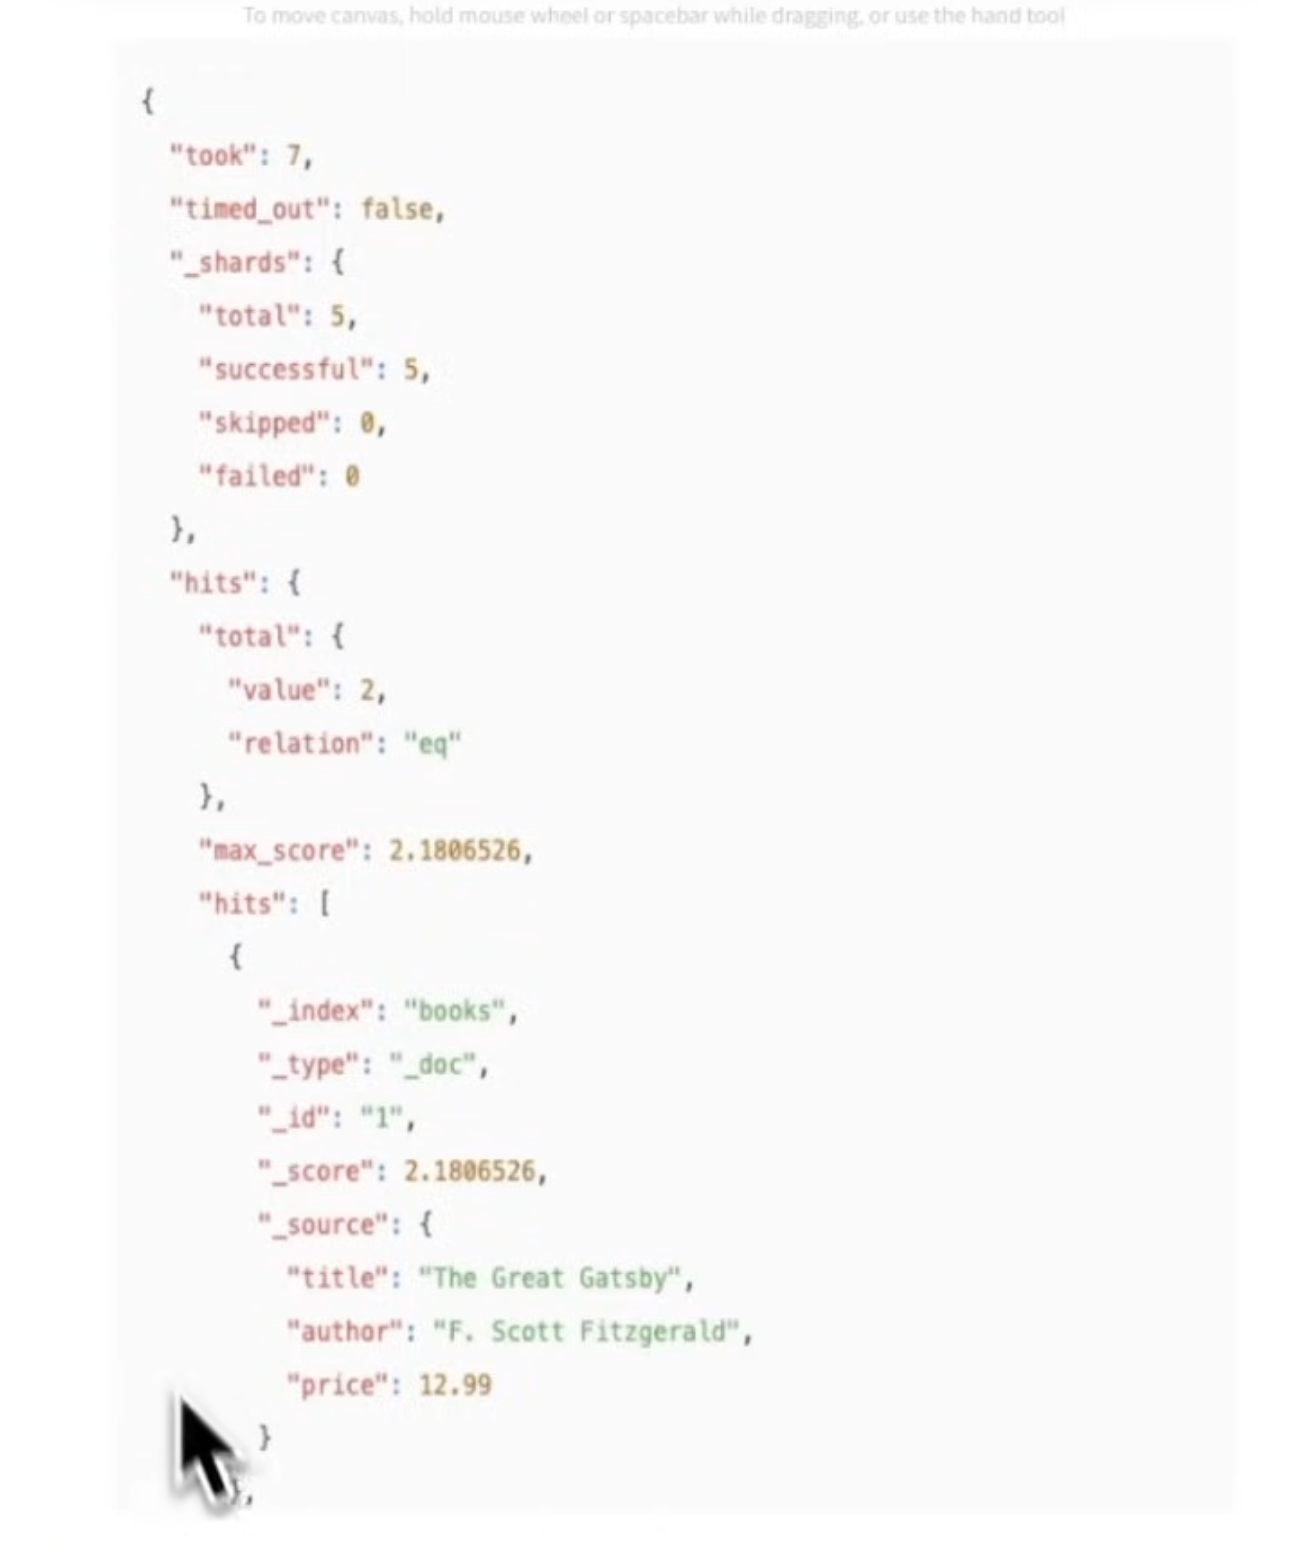 To move canvas, hold mouse wheel or spacebar while dragging, or use the hand tool
{
"took": 7,
"timed_out": false,
"_shards": {
"total": 5,
"successful": 5,
"skipped": 0,
"failed": 0
},
"hits": {
"total": {
"value": 2,
"relation": "eq"
},
"max_score": 2.1806526,
"hits": [
{
"_index": "books",
"_type": "_doc",
"_id": "1",
"_score": 2.1806526,
"_source": {
"title": "The Great Gatsby",
"author": "F. Scott Fitzgerald",
"price": 12.99
}
},